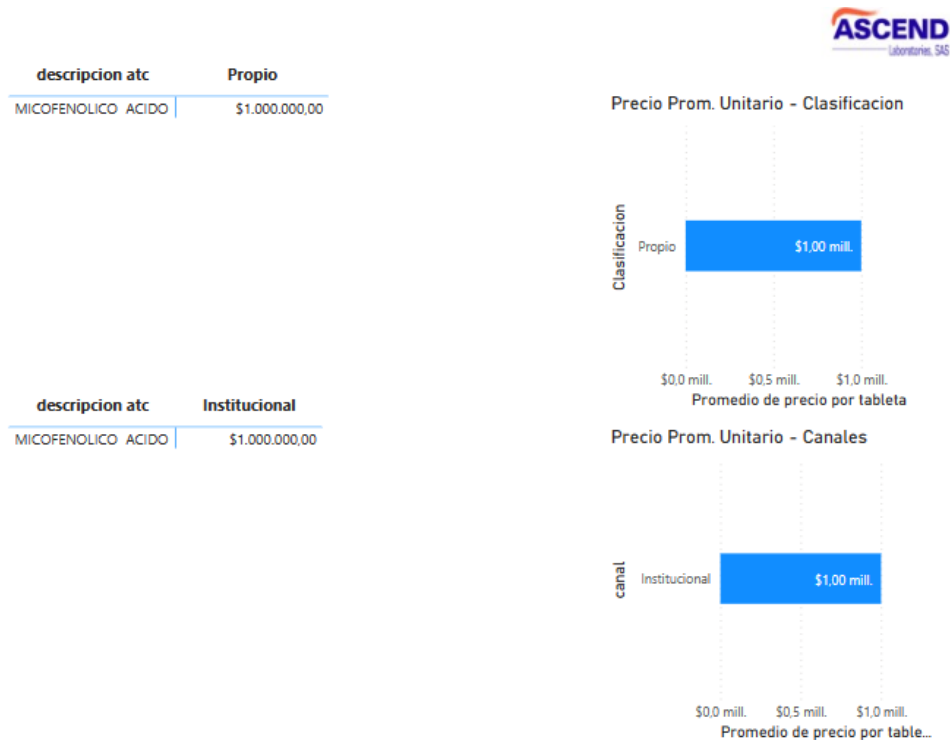 ASCEND
Laboratories, SAS
descripcion atc Propio
MICOFENOLICO ACIDO $1.000.000,00
Precio Prom. Unitario - Clasificacion
Clasificacion
Propio
$1,00 mill.
$0,0 mill. $0,5 mill. $1,0 mill.
Promedio de precio por tableta
descripcion atc Institucional
MICOFENOLICO ACIDO $1.000.000,00
Precio Prom. Unitario - Canales
canal
Institucional
$1,00 mill.
$0,0 mill. $0,5 mill. $1,0 mill.
Promedio de precio por table...